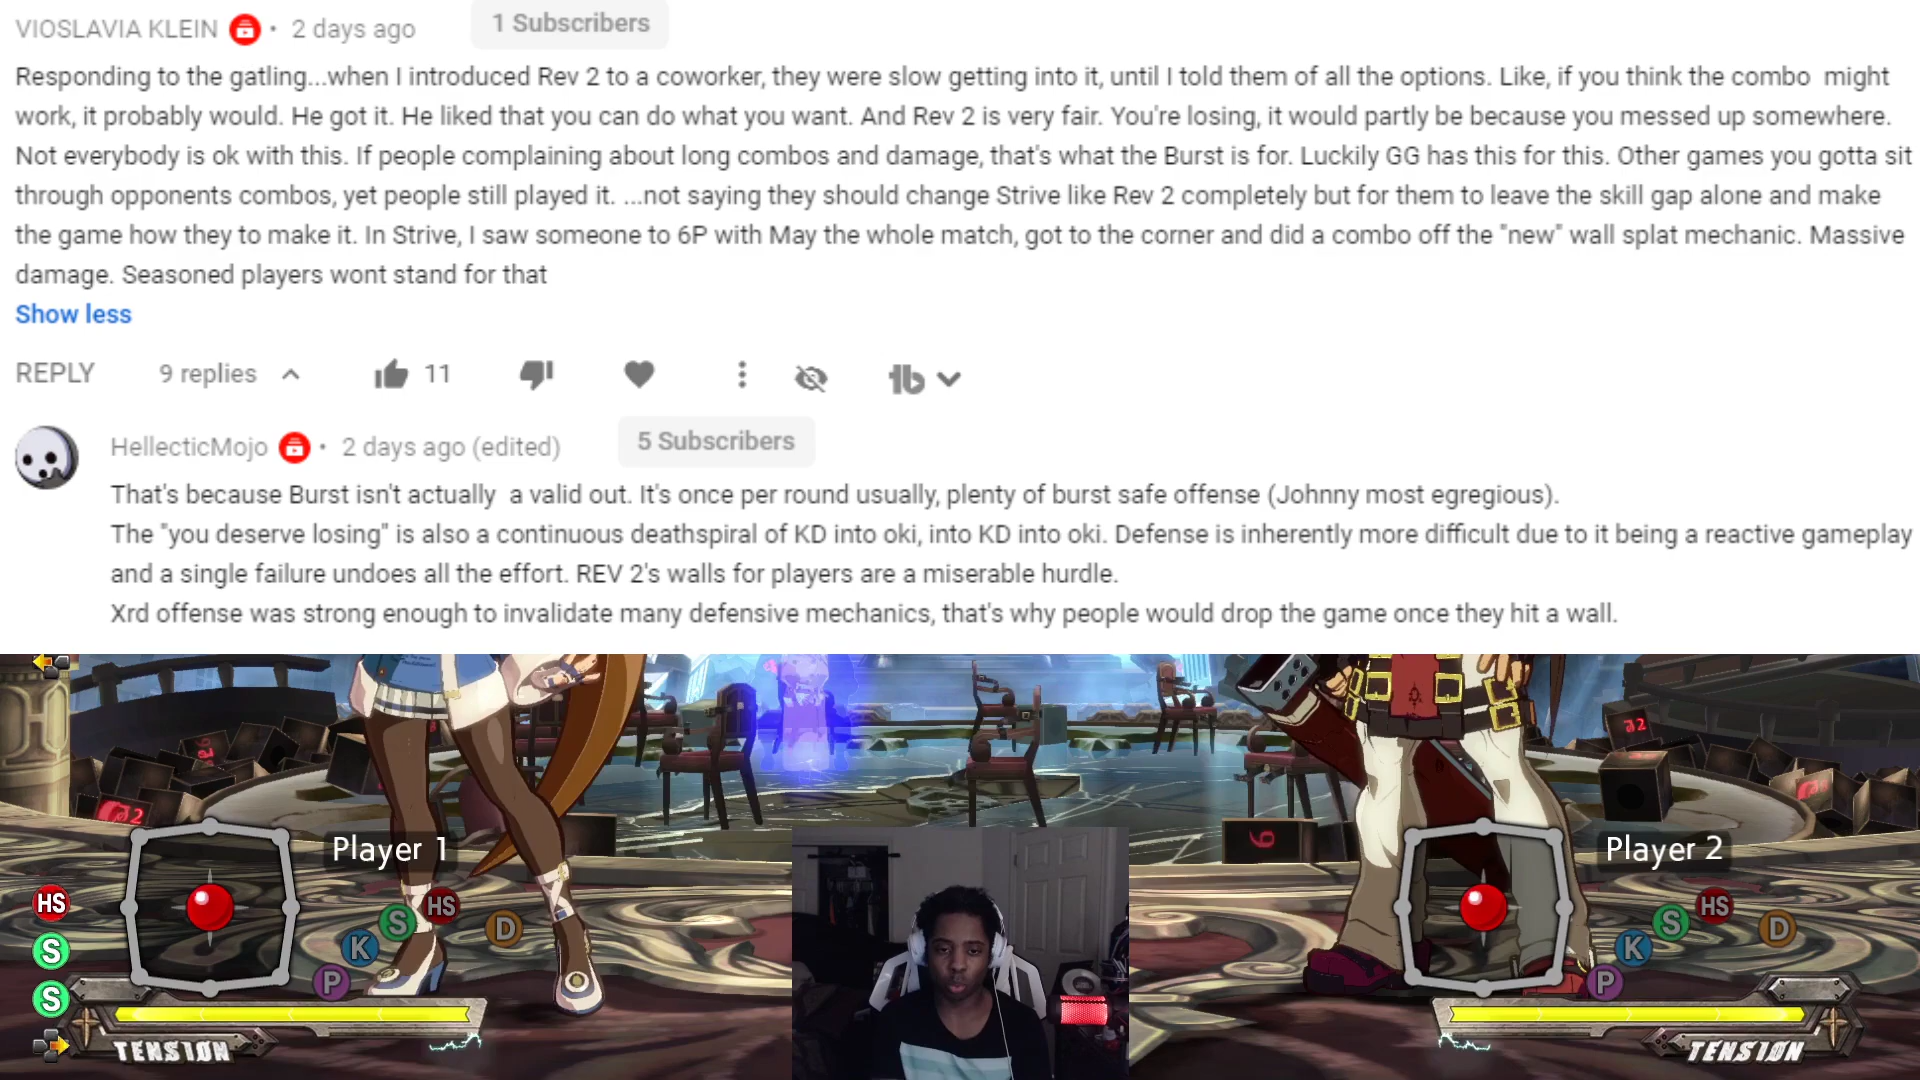 VIOSLAVIA KLEIN • 2 days ago 1 Subscribers
Responding to the gatling...when I introduced Rev 2 to a coworker, they were slow getting into it, until I told them of all the options. Like, if you think the combo might
work, it probably would. He got it. He liked that you can do what you want. And Rev 2 is very fair. You're losing, it would partly be because you messed up somewhere.
Not everybody is ok with this. If people complaining about long combos and damage, that's what the Burst is for. Luckily GG has this for this. Other games you gotta sit
through opponents combos, yet people still played it. ...not saying they should change Strive like Rev 2 completely but for them to leave the skill gap alone and make
the game how they to make it. In Strive, I saw someone to 6P with May the whole match, got to the corner and did a combo off the "new" wall splat mechanic. Massive
damage. Seasoned players wont stand for that
Show less
REPLY 9 replies 11
HellecticMojo • 2 days ago (edited) 5 Subscribers
That's because Burst isn't actually a valid out. It's once per round usually, plenty of burst safe offense (Johnny most egregious).
The "you deserve losing" is also a continuous deathspiral of KD into oki, into KD into oki. Defense is inherently more difficult due to it being a reactive gameplay
and a single failure undoes all the effort. REV 2's walls for players are a miserable hurdle.
Xrd offense was strong enough to invalidate many defensive mechanics, that's why people would drop the game once they hit a wall.
Player 1
Player 2
HS
S
S
P K S HS D
P K S HS D
TENSION
TENSION